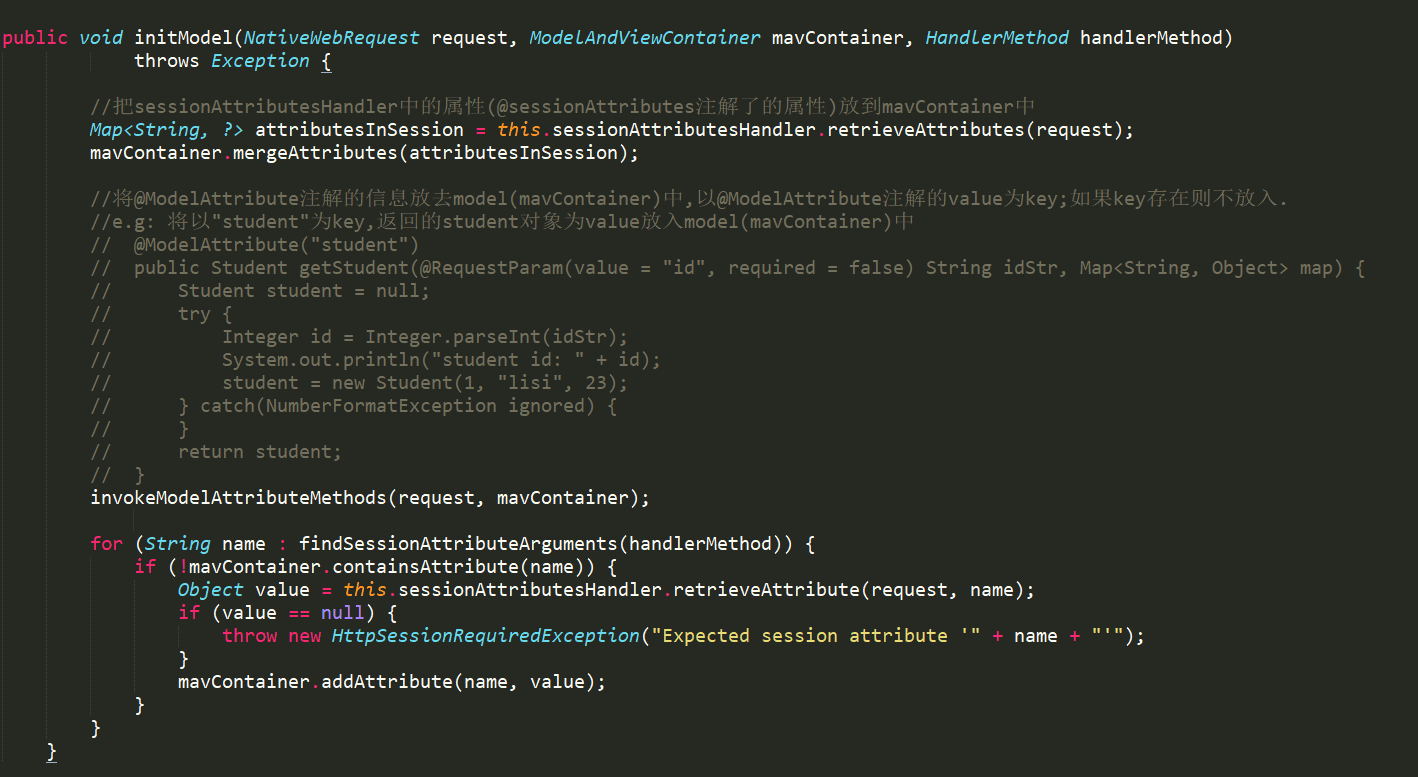 public void initModel(NativeWebRequest request, ModelAndViewContainer mavContainer, HandlerMethod handlerMethod)
throws Exception {
//把sessionAttributesHandler中的属性(@sessionAttributes注解了的属性)放到mavContainer中
Map<String, ?> attributesInSession = this.sessionAttributesHandler.retrieveAttributes(request);
mavContainer.mergeAttributes(attributesInSession);
//将@ModelAttribute注解的信息放去model(mavContainer)中,以@ModelAttribute注解的value为key;如果key存在则不放入.
//e.g: 将以"student"为key,返回的student对象为value放入model(mavContainer)中
//  @ModelAttribute("student")
//  public Student getStudent(@RequestParam(value = "id", required = false) String idStr, Map<String, Object> map) {
//      Student student = null;
//      try {
//          Integer id = Integer.parseInt(idStr);
//          System.out.println("student id: " + id);
//          student = new Student(1, "lisi", 23);
//      } catch(NumberFormatException ignored) {
//      }
//      return student;
//  }
invokeModelAttributeMethods(request, mavContainer);
for (String name : findSessionAttributeArguments(handlerMethod)) {
if (!mavContainer.containsAttribute(name)) {
Object value = this.sessionAttributesHandler.retrieveAttribute(request, name);
if (value == null) {
throw new HttpSessionRequiredException("Expected session attribute '" + name + "'");
}
mavContainer.addAttribute(name, value);
}
}
}